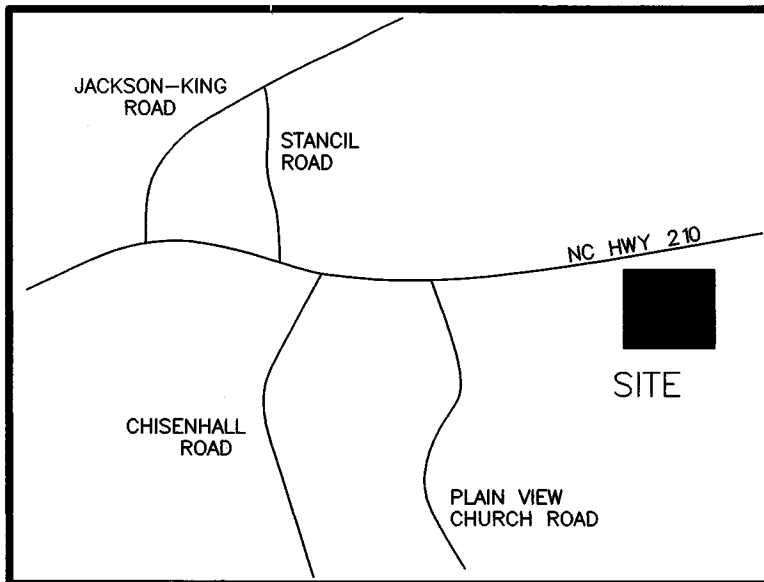 JACKSON-KING
ROAD
STANCIL
ROAD
NC HWY 210
SITE
CHISENHALL
ROAD
PLAIN VIEW
CHURCH ROAD